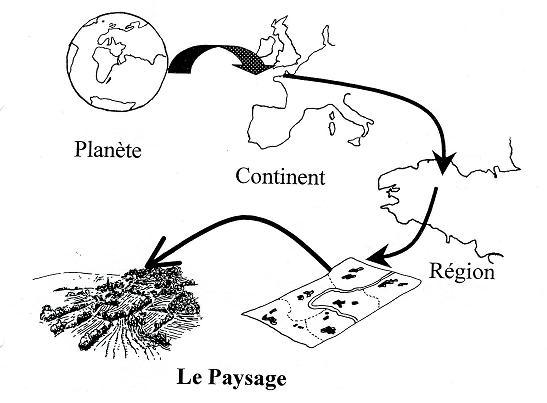 Planète
Continent
Région
Le Paysage